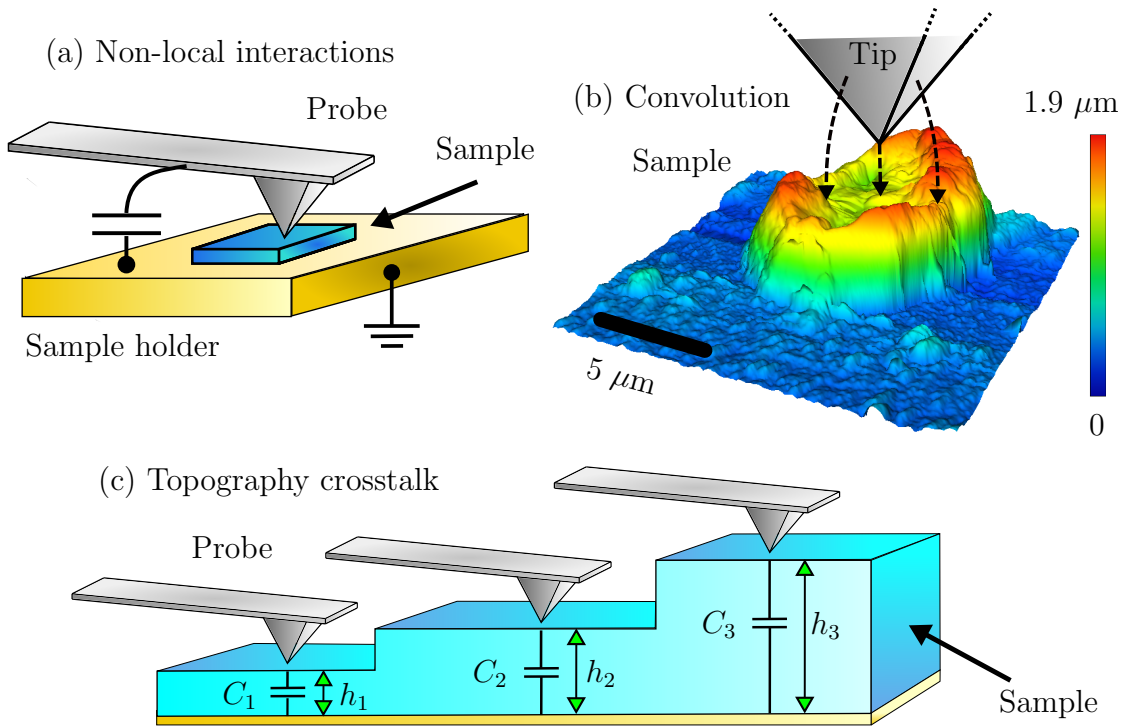 (a) Non-local interactions
Probe
Sample
Sample holder
(b) Convolution
Tip
Sample
1.9 μm
0
5 μm
(c) Topography crosstalk
Probe
C₁
h₁
C₂
h₂
C₃
h₃
Sample